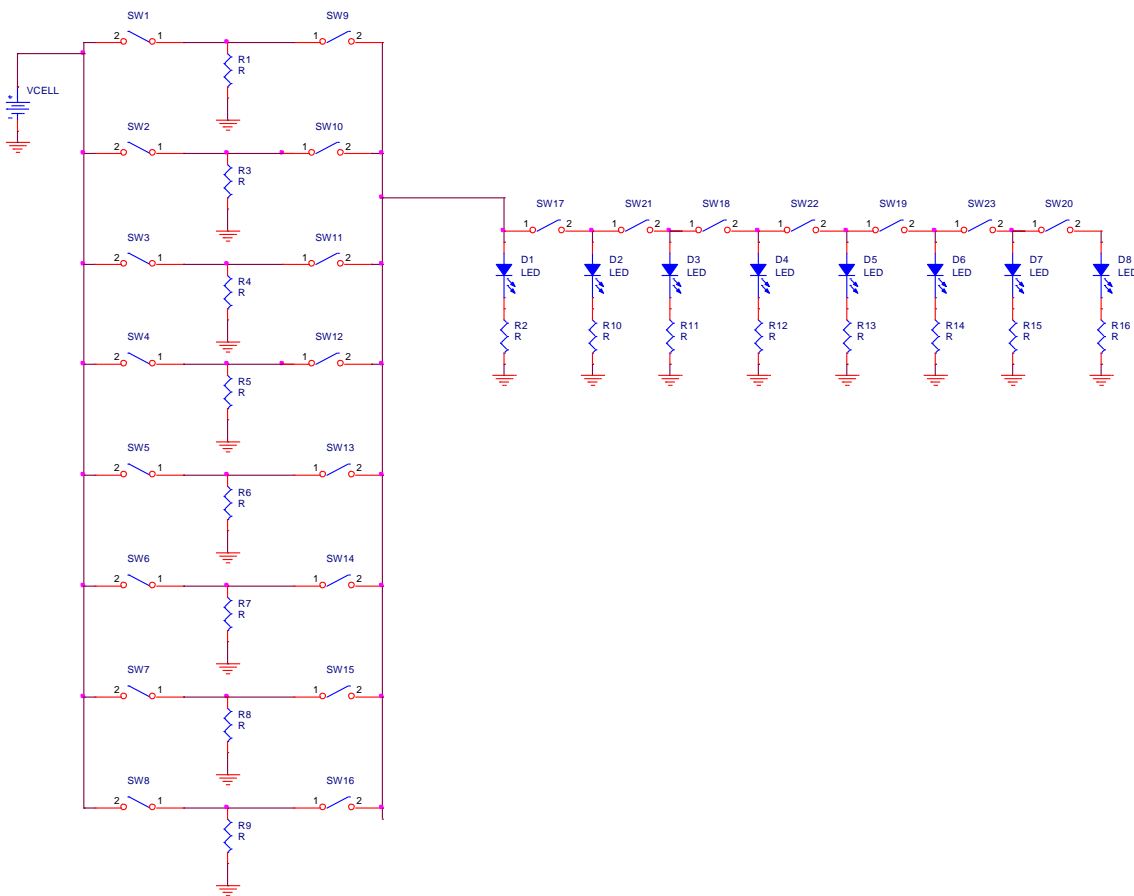 SW1 SW9
2 1 1 2
R1
R
VCELL
+
-
SW2 SW10
2 1 1 2
R3
R
SW17 SW21 SW18 SW22 SW19 SW23 SW20
1 2 1 2 1 2 1 2 1 2 1 2 1 2
SW3 SW11
2 1 1 2
D1 D2 D3 D4 D5 D6 D7 D8
LED LED LED LED LED LED LED LED
R4
R
R2 R10 R11 R12 R13 R14 R15 R16
R R R R R R R R
SW4 SW12
2 1 1 2
R5
R
SW5 SW13
2 1 1 2
R6
R
SW6 SW14
2 1 1 2
R7
R
SW7 SW15
2 1 1 2
R8
R
SW8 SW16
2 1 1 2
R9
R